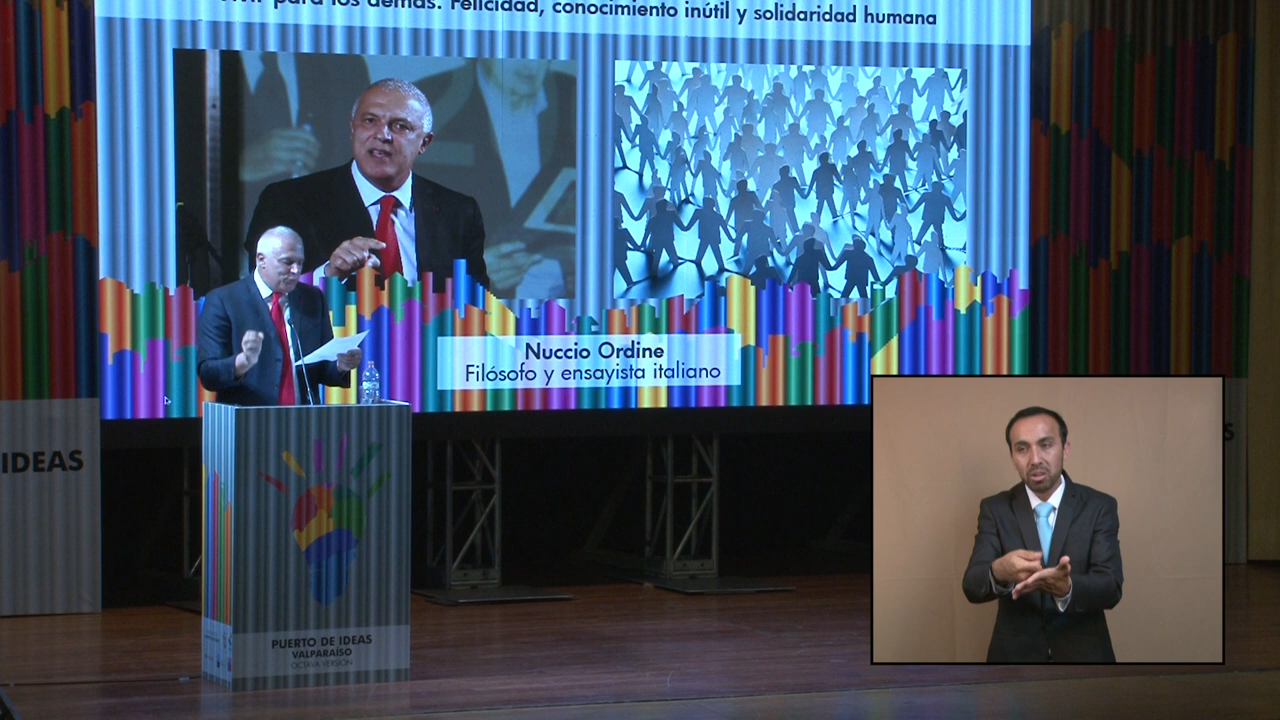 para los demás. Felicidad, conocimiento inútil y solidaridad humana
Nuccio Ordine
Filósofo y ensayista italiano
IDEAS
PUERTO DE IDEAS
VALPARAÍSO
OCTAVA VERSIÓN